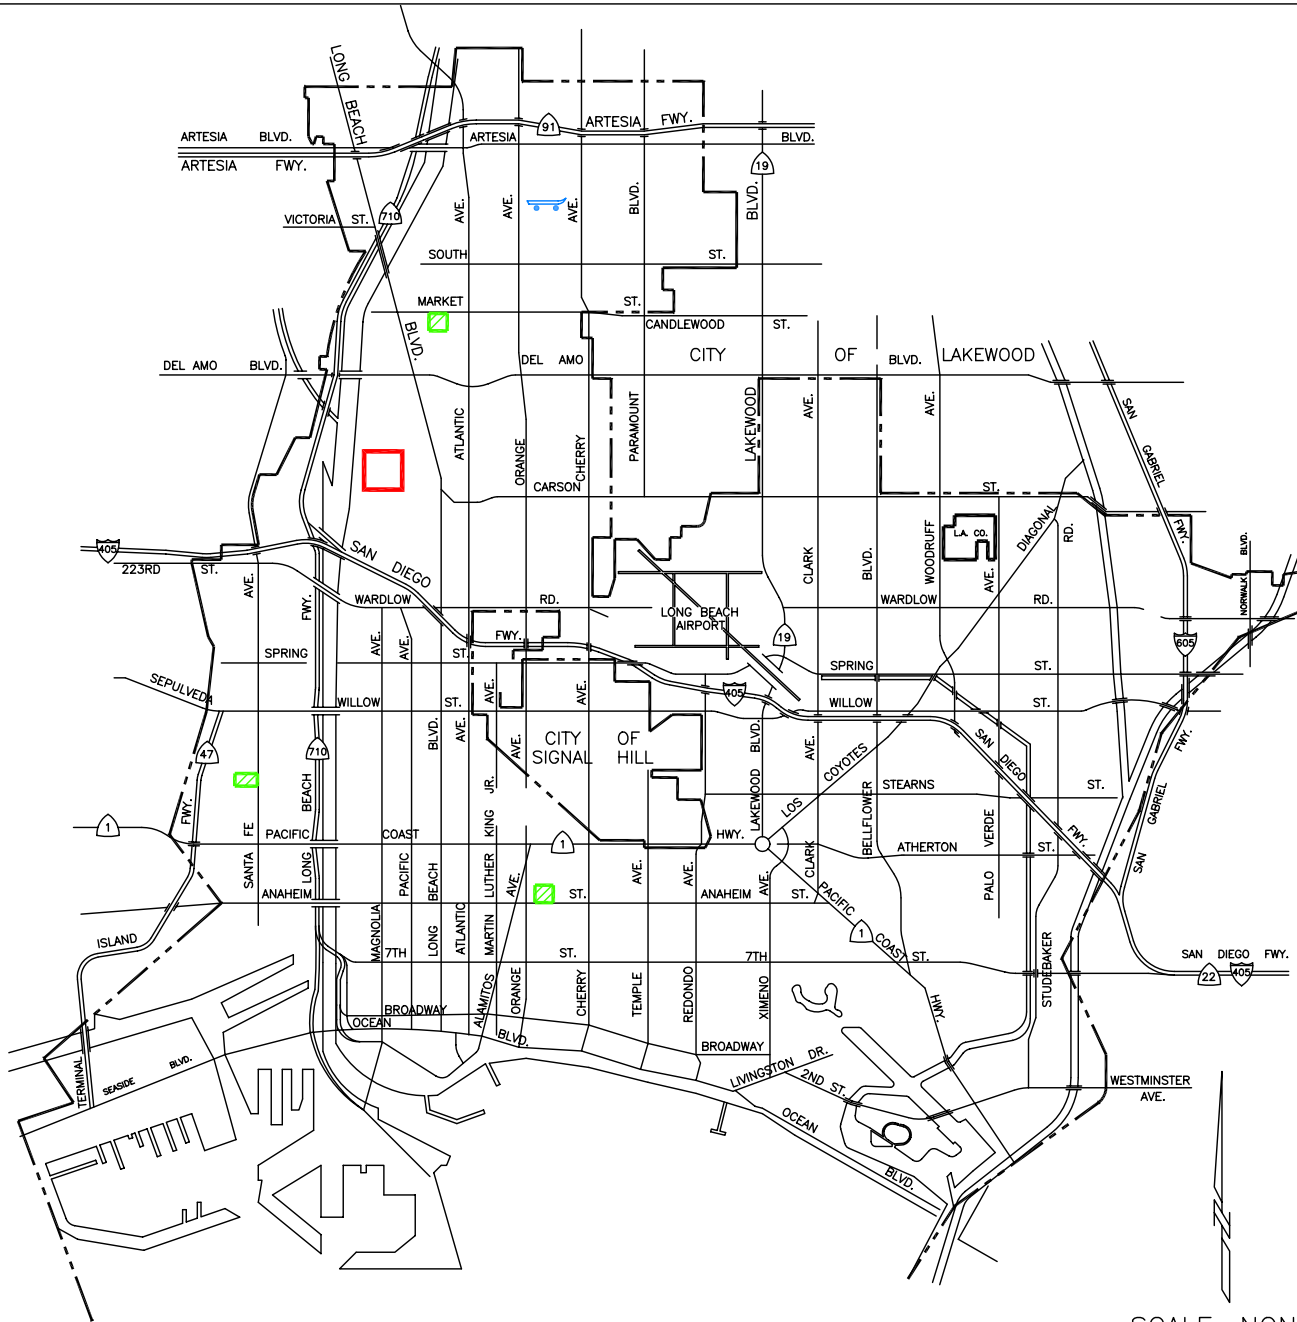 LONG BEACH BLVD.
ARTESIA BLVD.
ARTESIA FWY.
ARTESIA BLVD.
91
ARTESIA FWY.
19
BLVD.
710
VICTORIA ST.
AVE.
AVE.
AVE.
BLVD.
SOUTH ST.
MARKET ST.
CANDLEWOOD ST.
CITY OF LAKEWOOD
DEL AMO BLVD.
DEL AMO
BLVD.
ATLANTIC
ORANGE
CHERRY
PARAMOUNT
LAKEWOOD
AVE.
AVE.
SAN GABRIEL FWY.
CARSON ST.
L.A. CO.
DIAGONAL
RD.
NORWALK BLVD.
405
223RD ST.
SAN DIEGO
FWY.
AVE.
FWY.
WARDLOW RD.
LONG BEACH
AIRPORT
CLARK
BLVD.
WOODRUFF
AVE.
WARDLOW RD.
19
605
SPRING ST.
AVE.
AVE.
SPRING ST.
SEPULVEDA
WILLOW ST.
AVE.
AVE.
405
WILLOW ST.
47
710
BLVD.
AVE.
AVE.
CITY OF
SIGNAL HILL
BLVD.
AVE.
COYOTES
SAN DIEGO
FWY.
STEARNS ST.
FWY.
GABRIEL
SAN
1
FWY.
SANTA FE
LONG BEACH
PACIFIC COAST
1
HWY.
LAKEWOOD
LOS
CLARK
BELLFLOWER
ATHERTON ST.
PALO VERDE
ANAHEIM ST.
ANAHEIM ST.
MAGNOLIA
PACIFIC
LONG BEACH
ATLANTIC
MARTIN LUTHER KING JR.
AVE.
AVE.
AVE.
AVE.
PACIFIC
1
COAST
HWY.
ISLAND
7TH ST.
7TH ST.
SAN DIEGO FWY.
22
405
STUDEBAKER
ALAMITOS
ORANGE
CHERRY
TEMPLE
REDONDO
XIMENO
BROADWAY
OCEAN BLVD.
BROADWAY
TERMINAL
SEASIDE BLVD.
LIVINGSTON DR.
2ND ST.
WESTMINSTER
AVE.
OCEAN BLVD.